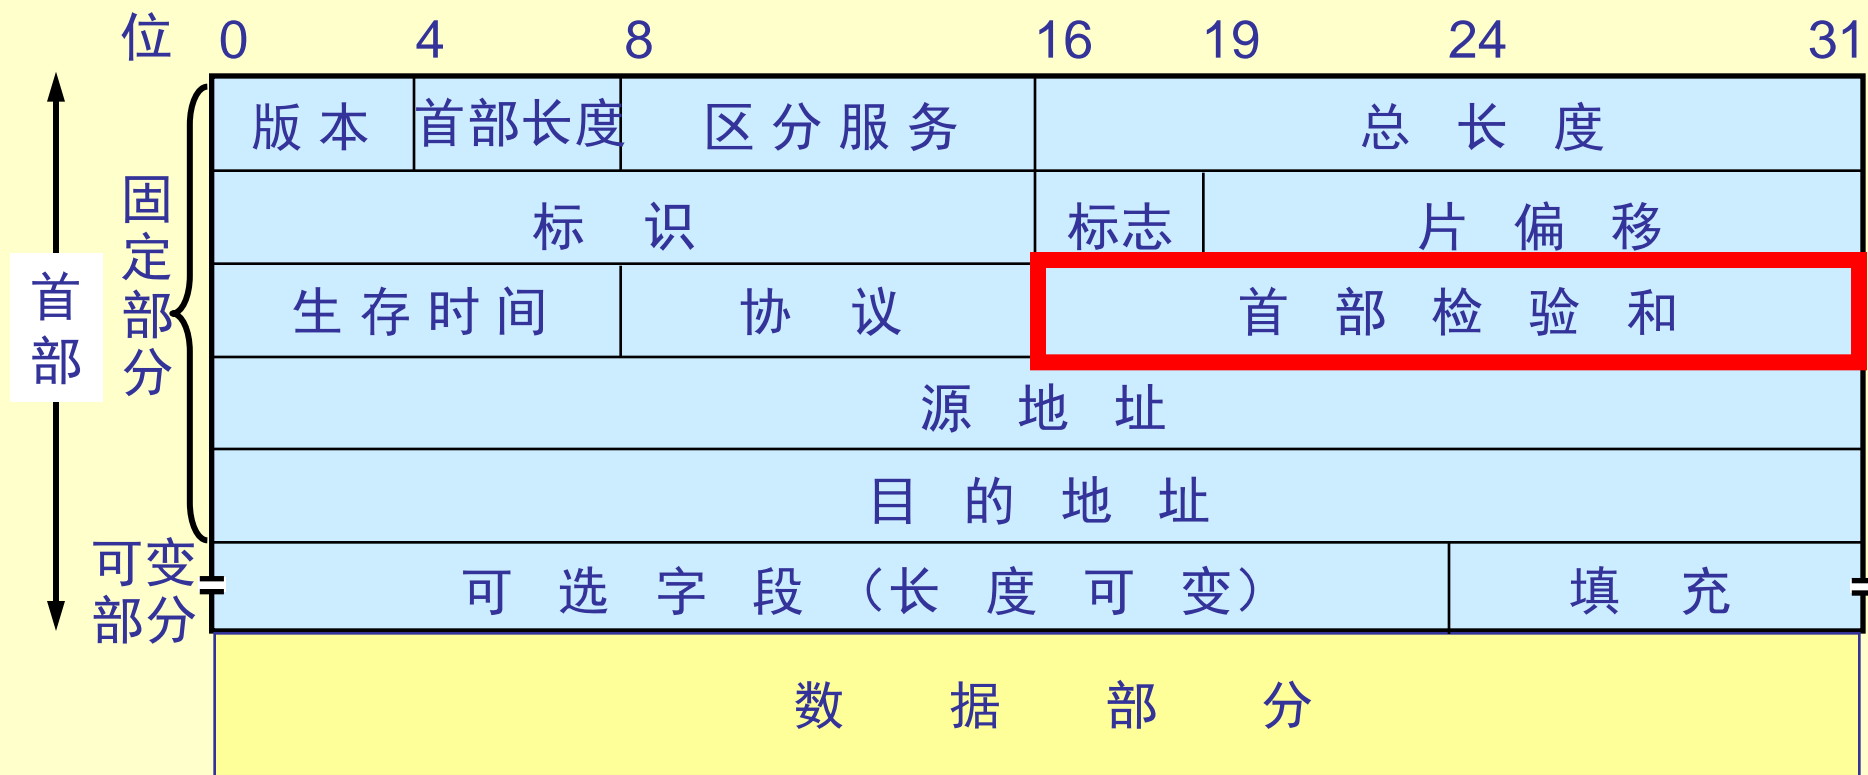 位 0 4 8 16 19 24 31
版 本 首部长度 区 分 服 务 总 长 度
标 识 标志 片 偏 移
生 存 时 间 协 议 首 部 检 验 和
源 地 址
目 的 地 址
可 选 字 段 （长 度 可 变） 填 充
数 据 部 分
首部
固定部分
可变
部分